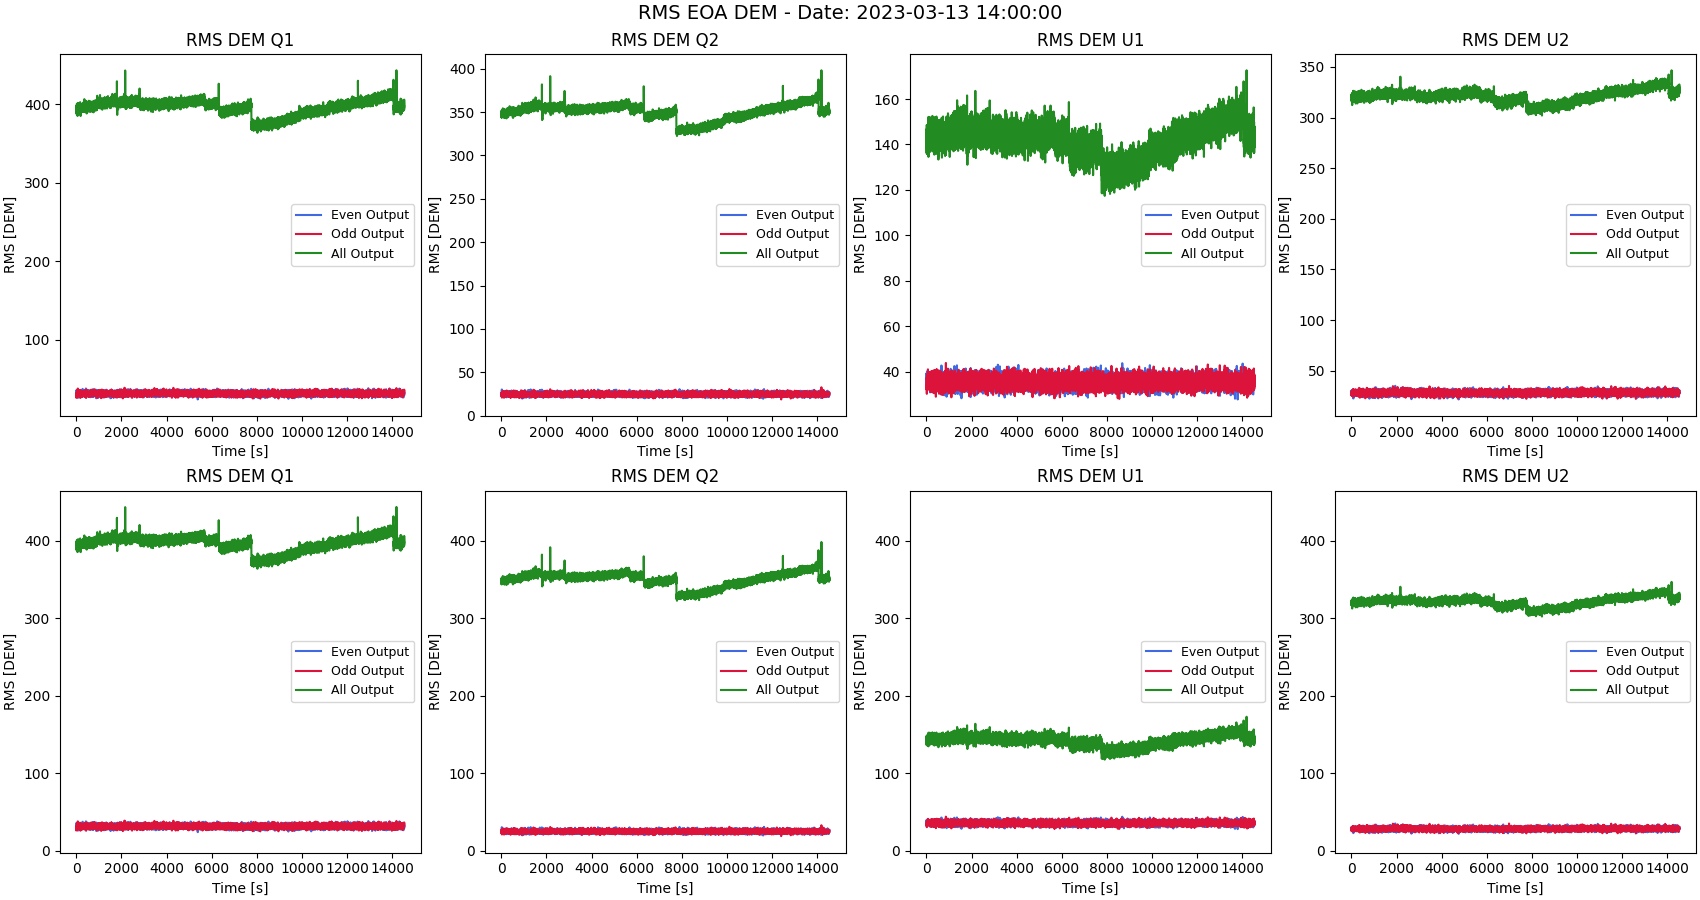 RMS EOA DEM - Date: 2023-03-13 14:00:00
RMS DEM Q1
RMS [DEM]
400
300
200
100
Even Output
Odd Output
All Output
0 2000 4000 6000 8000 10000 12000 14000
Time [s]
RMS DEM Q2
RMS [DEM]
400
350
300
250
200
150
100
50
0
Even Output
Odd Output
All Output
0 2000 4000 6000 8000 10000 12000 14000
Time [s]
RMS DEM U1
RMS [DEM]
160
140
120
100
80
60
40
Even Output
Odd Output
All Output
0 2000 4000 6000 8000 10000 12000 14000
Time [s]
RMS DEM U2
RMS [DEM]
350
300
250
200
150
100
50
Even Output
Odd Output
All Output
0 2000 4000 6000 8000 10000 12000 14000
Time [s]
RMS DEM Q1
RMS [DEM]
400
300
200
100
0
Even Output
Odd Output
All Output
0 2000 4000 6000 8000 10000 12000 14000
Time [s]
RMS DEM Q2
RMS [DEM]
400
300
200
100
0
Even Output
Odd Output
All Output
0 2000 4000 6000 8000 10000 12000 14000
Time [s]
RMS DEM U1
RMS [DEM]
400
300
200
100
0
Even Output
Odd Output
All Output
0 2000 4000 6000 8000 10000 12000 14000
Time [s]
RMS DEM U2
RMS [DEM]
400
300
200
100
0
Even Output
Odd Output
All Output
0 2000 4000 6000 8000 10000 12000 14000
Time [s]